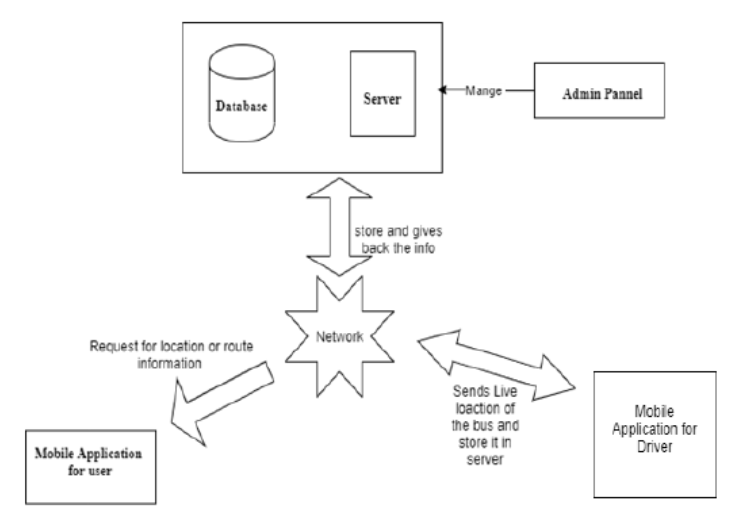 Database
Server
Mange
Admin Pannel
store and gives
back the info
Network
Request for location or route
information
Sends Live
loaction of
the bus and
store it in
server
Mobile Application
for user
Mobile
Application for
Driver